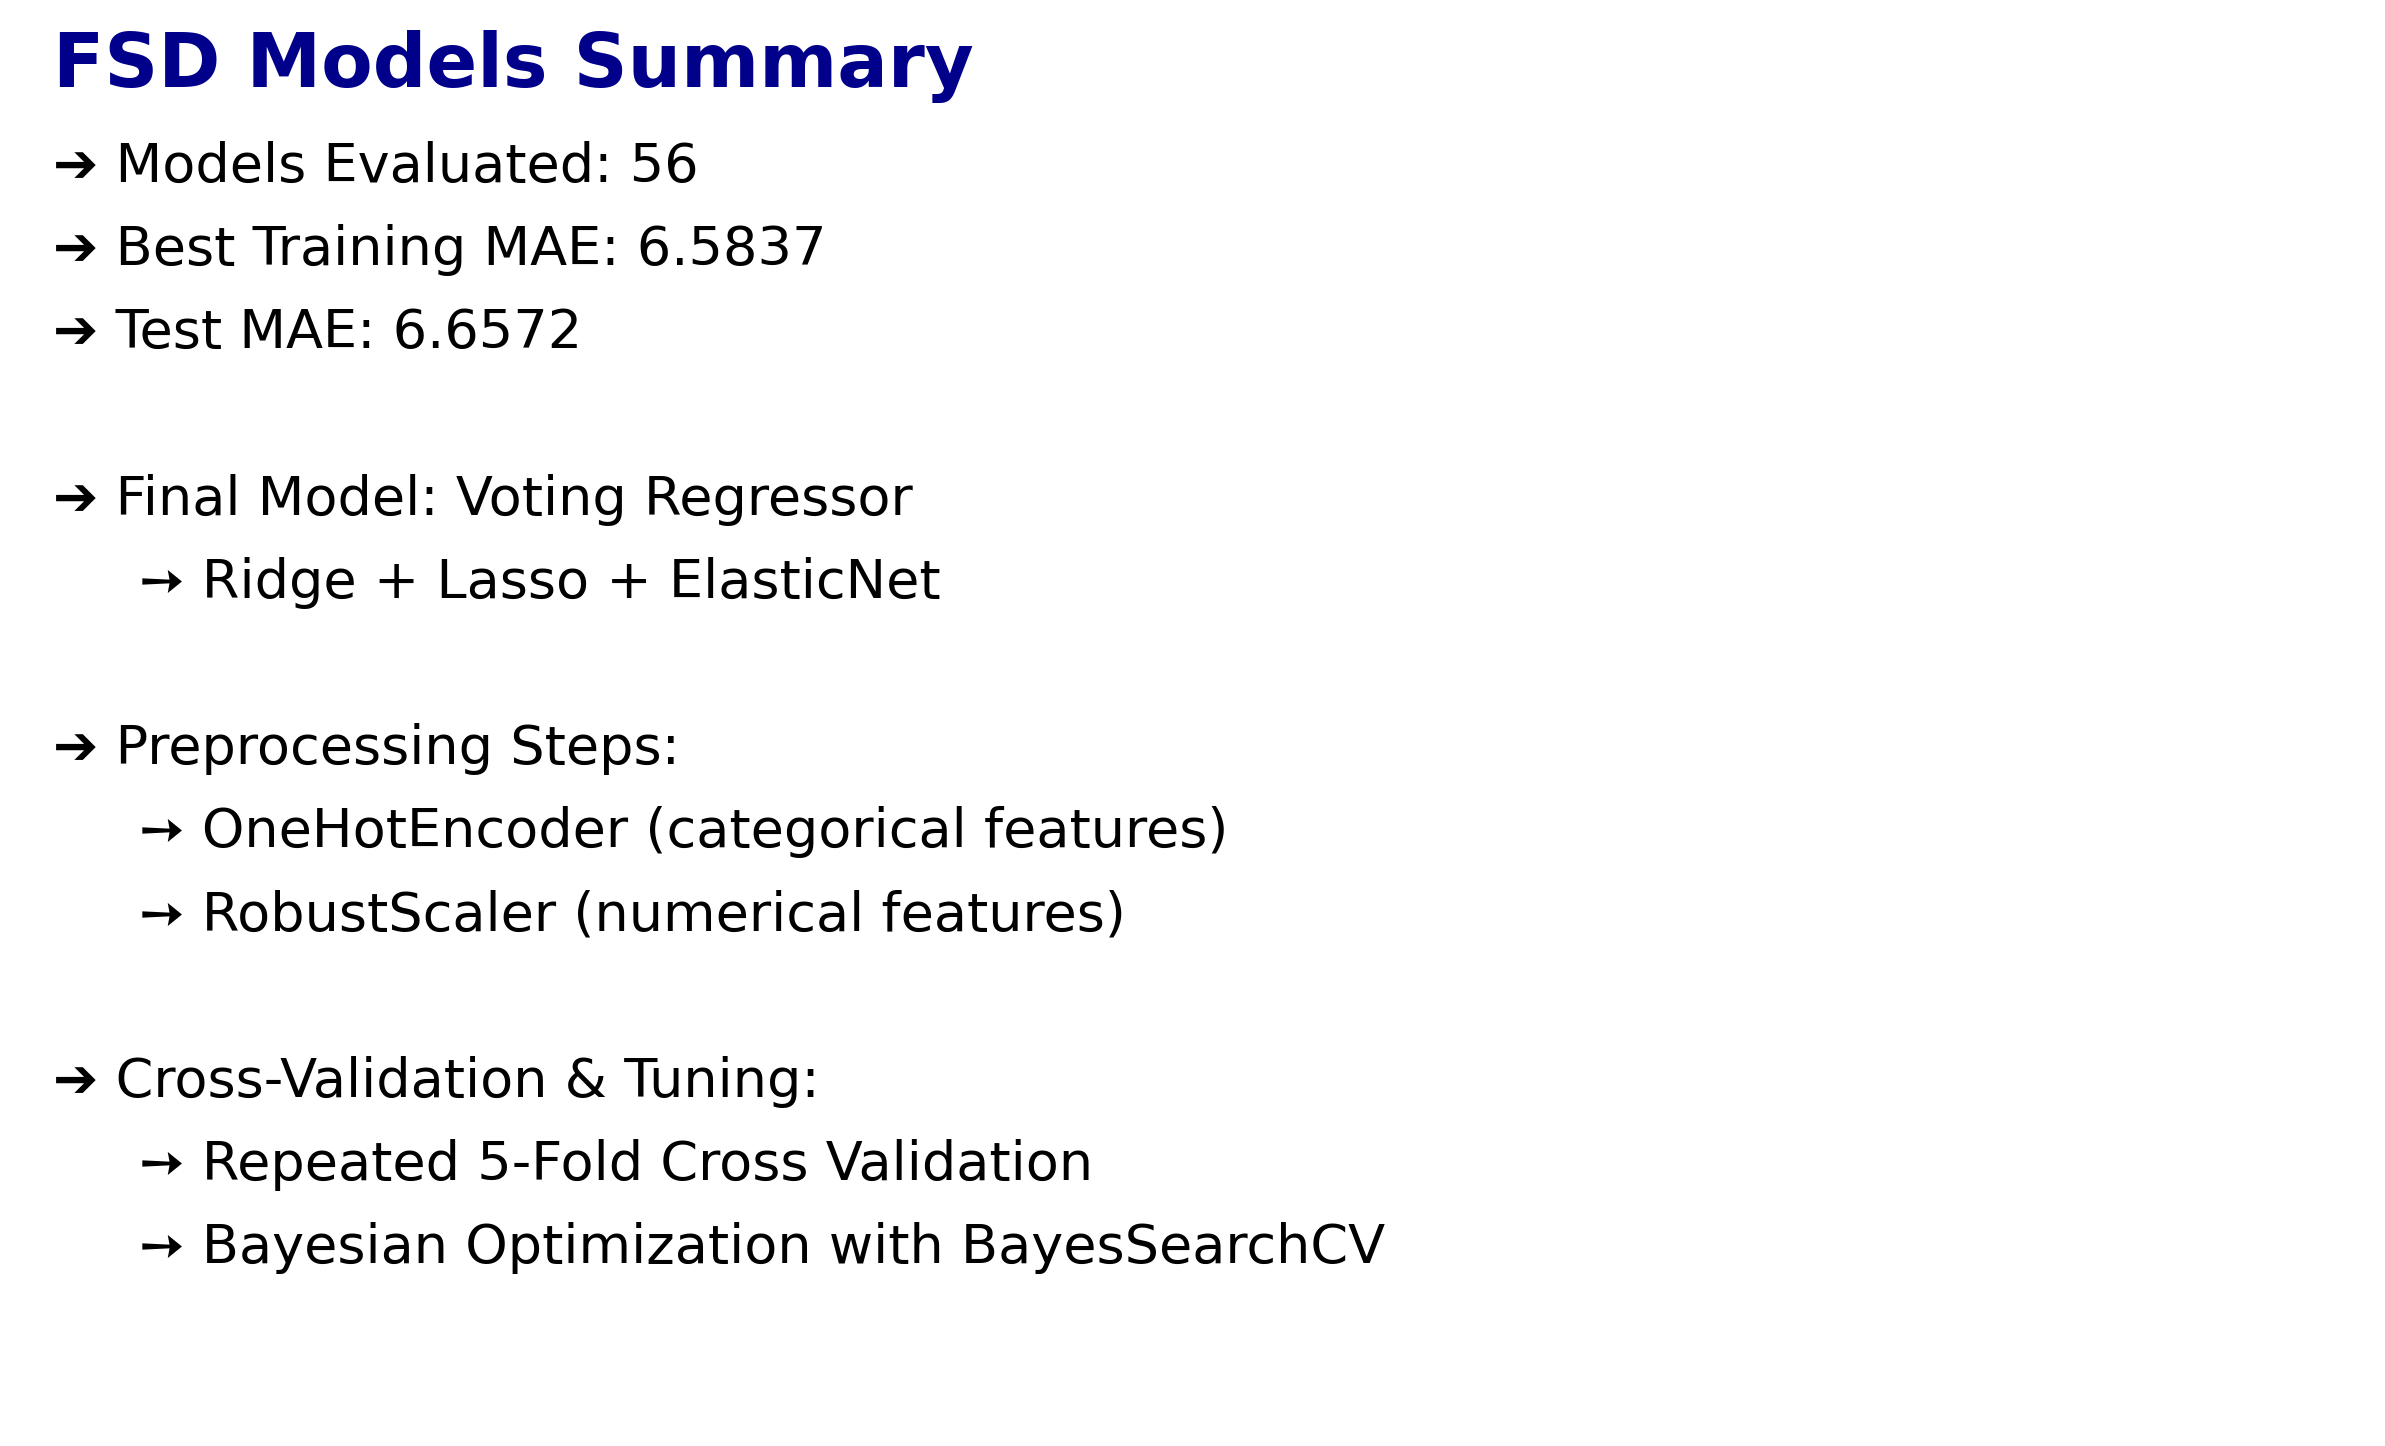 FSD Models Summary
➔ Models Evaluated: 56
➔ Best Training MAE: 6.5837
➔ Test MAE: 6.6572
➔ Final Model: Voting Regressor
➙ Ridge + Lasso + ElasticNet
➔ Preprocessing Steps:
➙ OneHotEncoder (categorical features)
➙ RobustScaler (numerical features)
➔ Cross-Validation & Tuning:
➙ Repeated 5-Fold Cross Validation
➙ Bayesian Optimization with BayesSearchCV